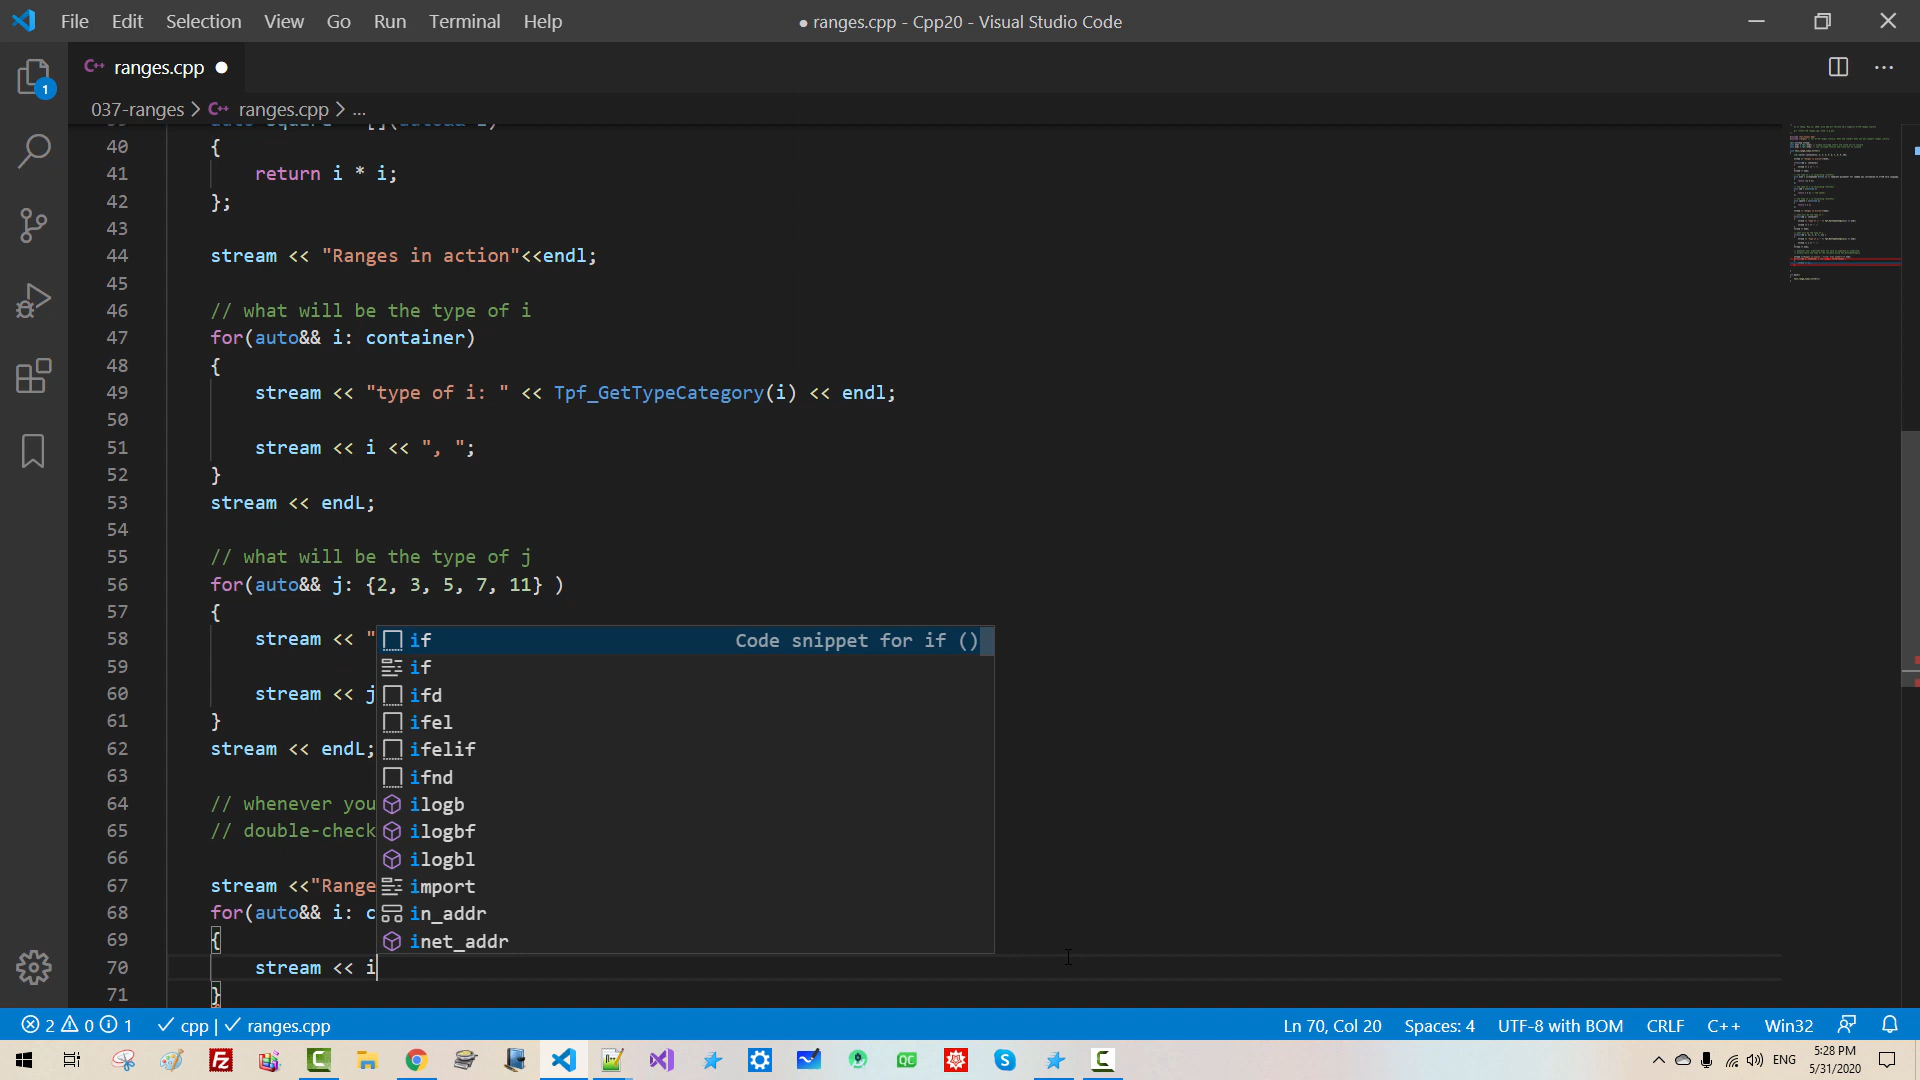 File Edit Selection View Go Run Terminal Help
● ranges.cpp - Cpp20 - Visual Studio Code
C++ ranges.cpp
037-ranges > C++ ranges.cpp > ...
40 {
41 return i * i;
42 };
43
44 stream << "Ranges in action"<<endl;
45
46 // what will be the type of i
47 for(auto&& i: container)
48 {
49 stream << "type of i: " << Tpf_GetTypeCategory(i) << endl;
50
51 stream << i << ", ";
52 }
53 stream << endL;
54
55 // what will be the type of j
56 for(auto&& j: {2, 3, 5, 7, 11} )
57 {
58 stream << "
59
60 stream << j
61 }
62 stream << endL;
63
64 // whenever you
65 // double-check
66
67 stream <<"Range
68 for(auto&& i: c
69 {
70 stream << i
71 }
if Code snippet for if ()
if
ifd
ifel
ifelif
ifnd
ilogb
ilogbf
ilogbl
import
in_addr
inet_addr
1
2 0 1 cpp | ranges.cpp
Ln 70, Col 20 Spaces: 4 UTF-8 with BOM CRLF C++ Win32
ENG
5:28 PM
5/31/2020